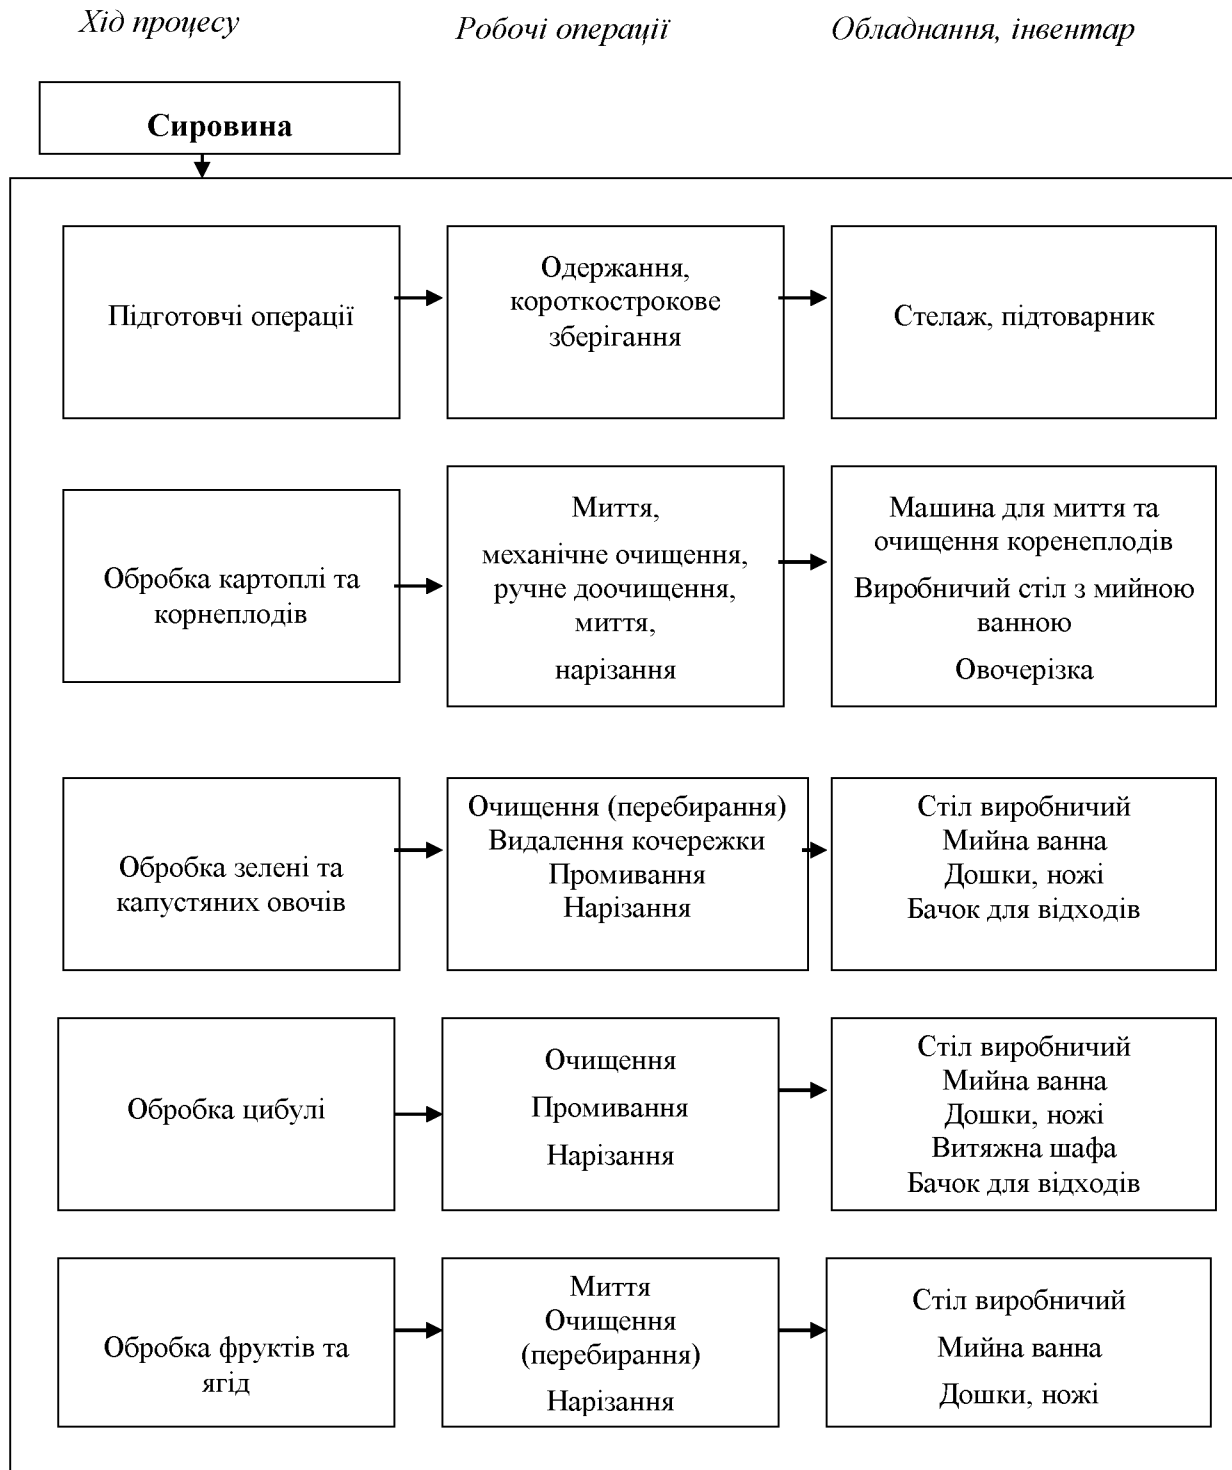 Хід процесу
Робочі операції
Обладнання, інвентар
Сировина
Підготовчі операції
Одержання,
короткострокове
зберігання
Стелаж, підтоварник
Обробка картоплі та
корнеплодів
Миття,
механічне очищення,
ручне доочищення,
миття,
нарізання
Машина для миття та
очищення коренеплодів
Виробничий стіл з мийною
ванною
Овочерізка
Обробка зелені та
капустяних овочів
Очищення (перебирання)
Видалення кочережки
Промивання
Нарізання
Стіл виробничий
Мийна ванна
Дошки, ножі
Бачок для відходів
Обробка цибулі
Очищення
Промивання
Нарізання
Стіл виробничий
Мийна ванна
Дошки, ножі
Витяжна шафа
Бачок для відходів
Обробка фруктів та
ягід
Миття
Очищення
(перебирання)
Нарізання
Стіл виробничий
Мийна ванна
Дошки, ножі